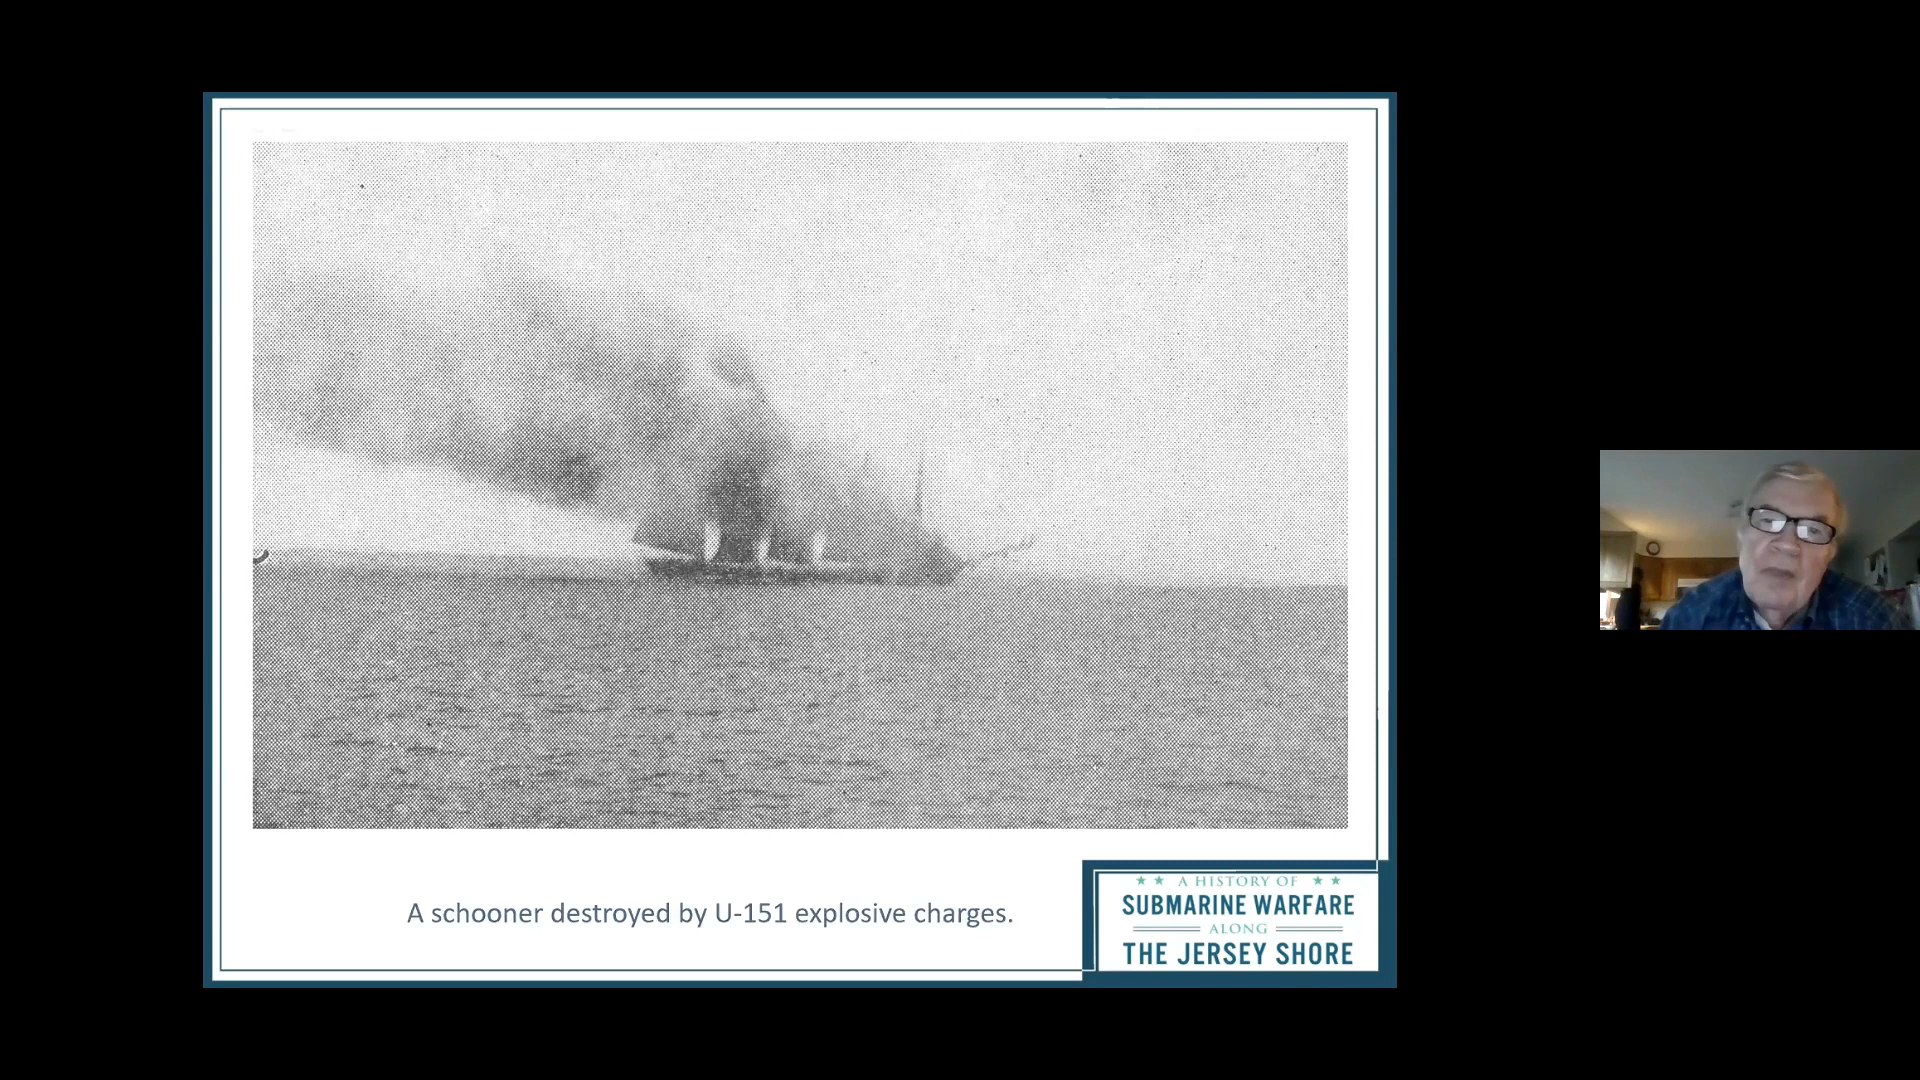 A schooner destroyed by U-151 explosive charges.
★ ★ A HISTORY OF ★ ★
SUBMARINE WARFARE
ALONG
THE JERSEY SHORE